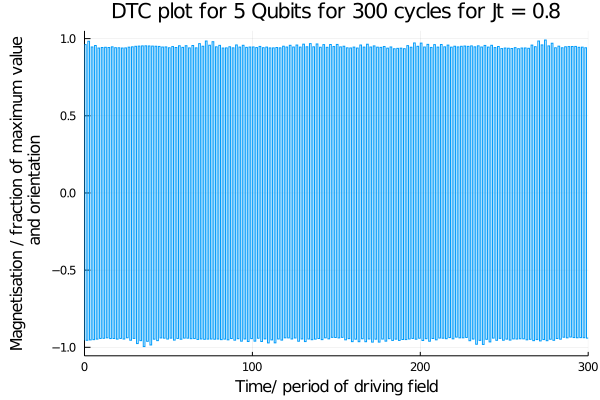 DTC plot for 5 Qubits for 300 cycles for Jt = 0.8
Magnetisation / fraction of maximum value
and orientation
1.0
0.5
0.0
−0.5
−1.0
0
100
200
300
Time/ period of driving field